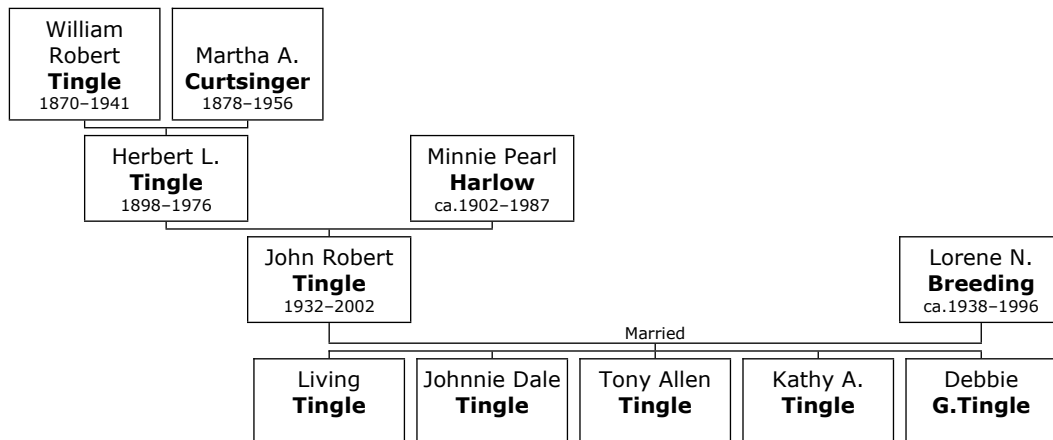 William
Robert
Tingle
1870–1941
Martha A.
Curtsinger
1878–1956
Herbert L.
Tingle
1898–1976
Minnie Pearl
Harlow
ca.1902–1987
John Robert
Tingle
1932–2002
Lorene N.
Breeding
ca.1938–1996
Married
Living
Tingle
Johnnie Dale
Tingle
Tony Allen
Tingle
Kathy A.
Tingle
Debbie
G.Tingle